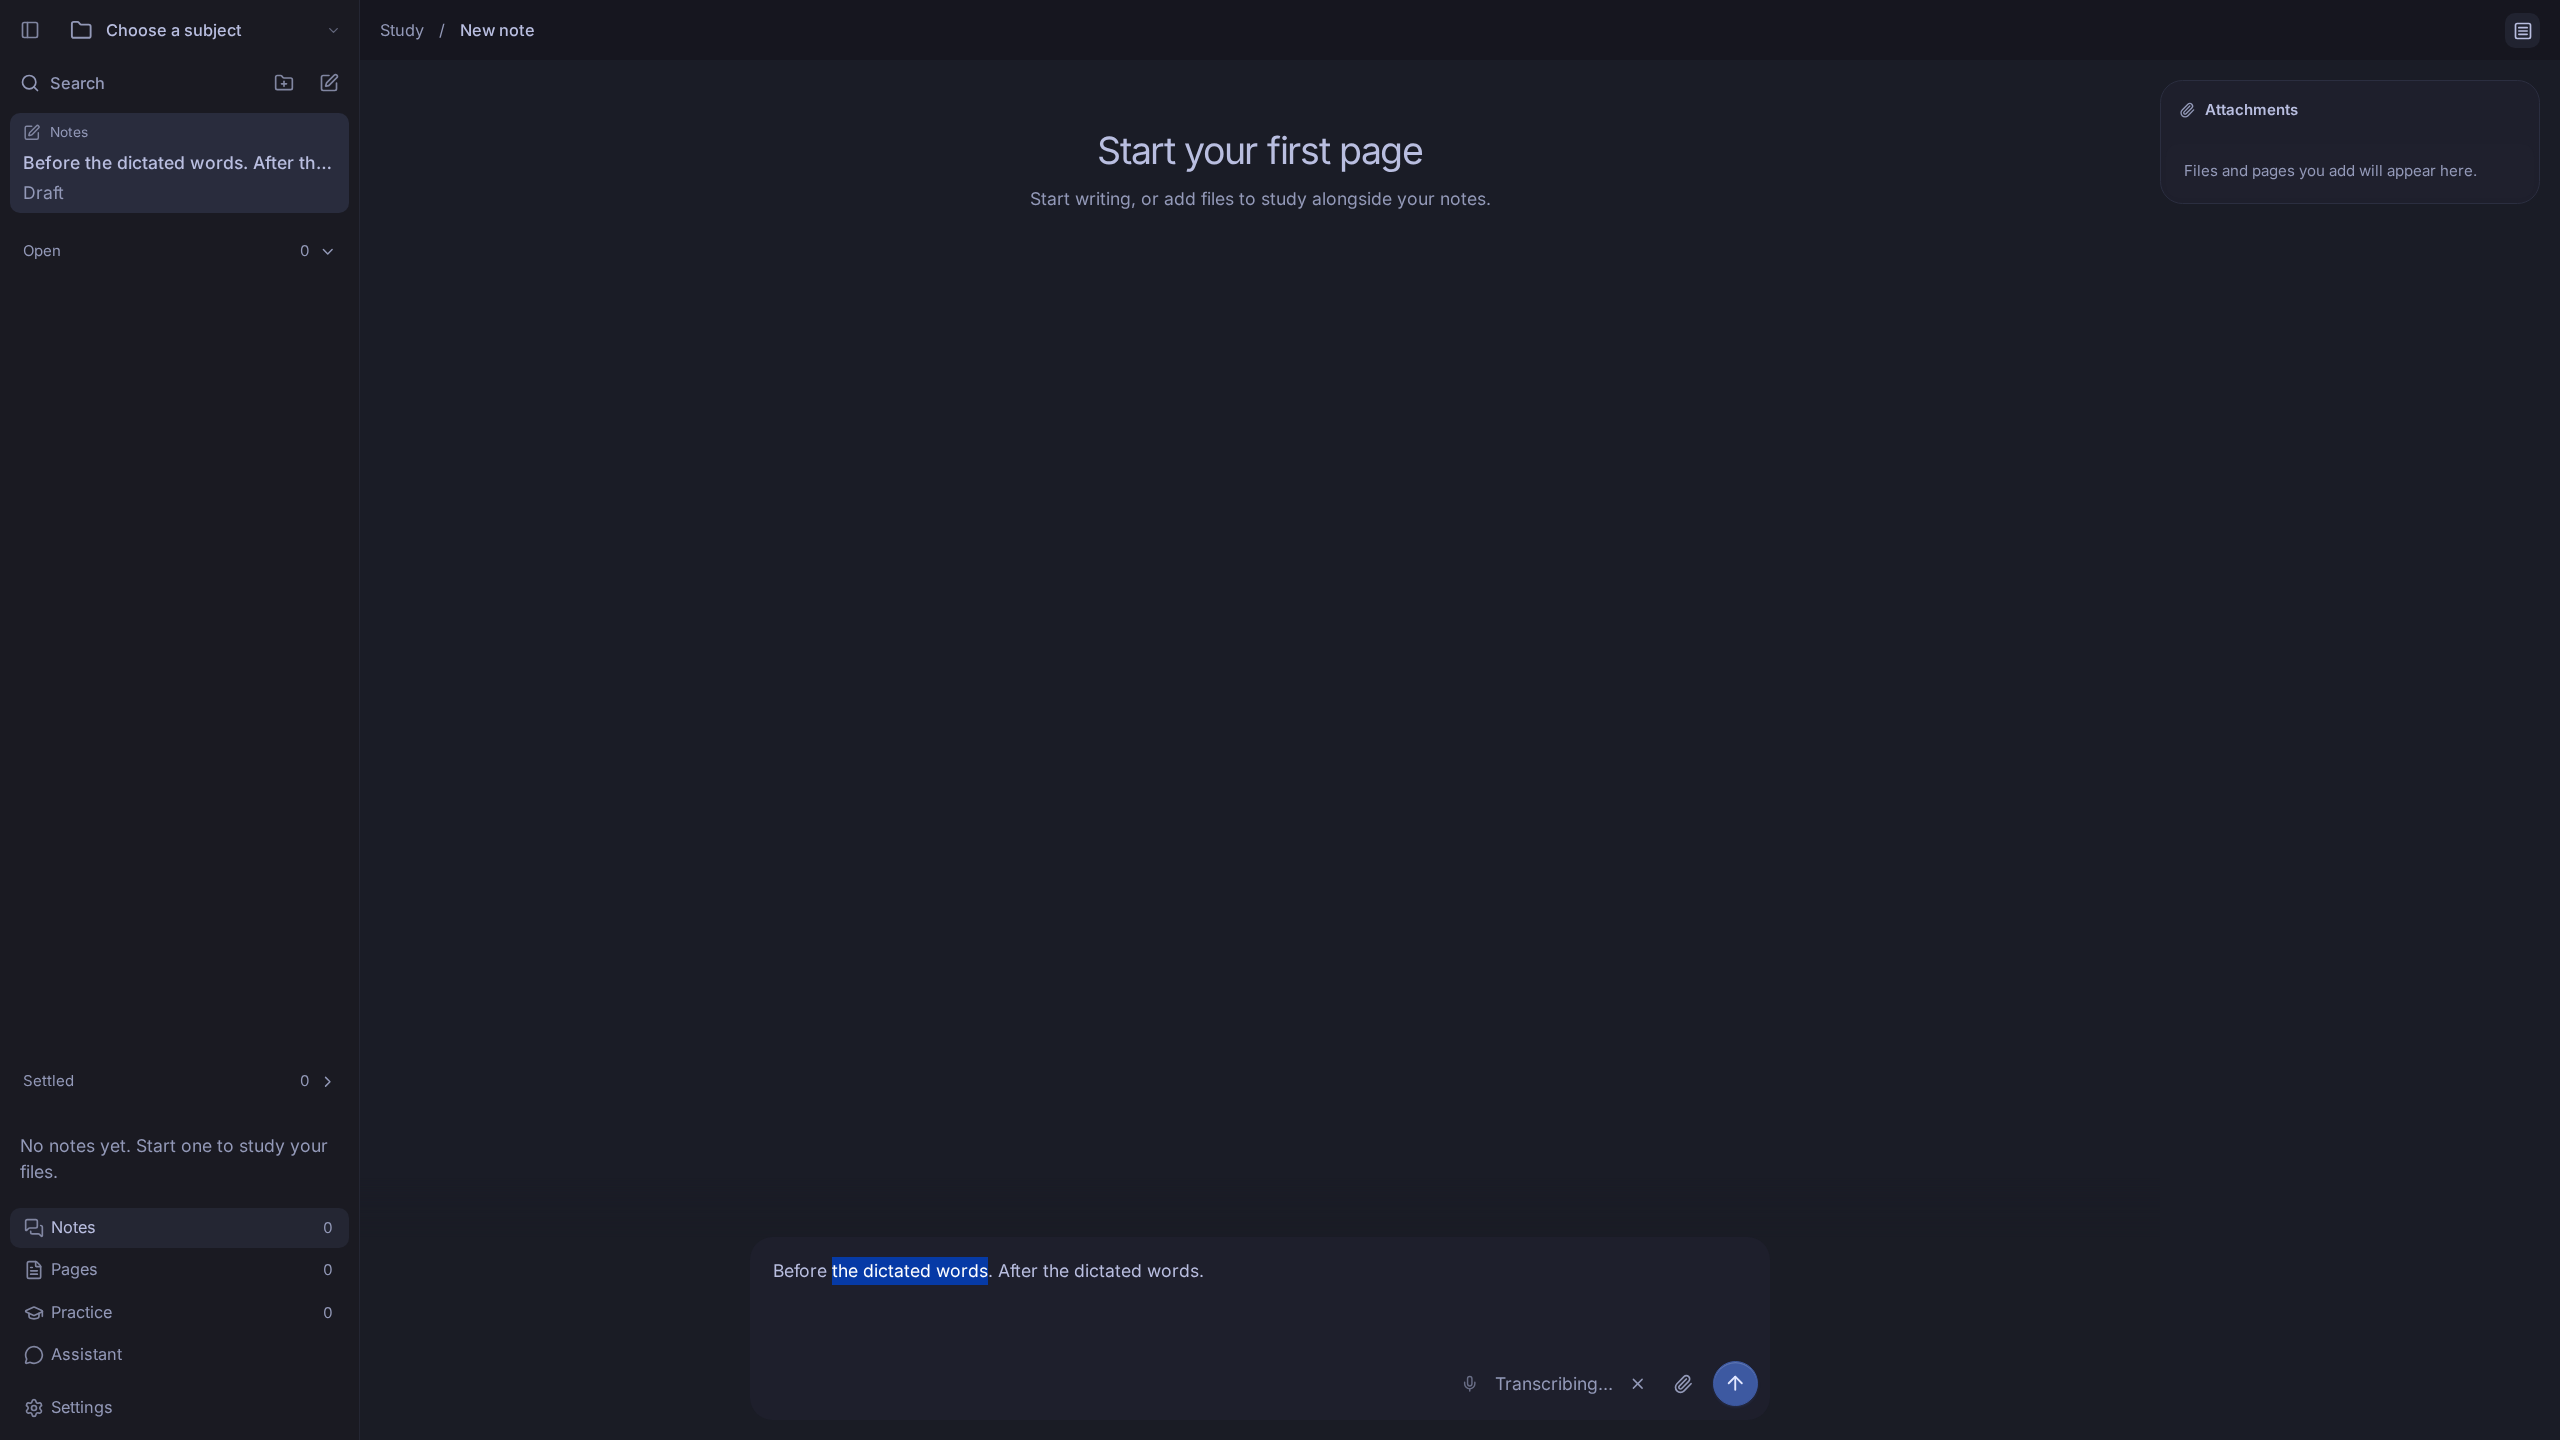 Choose a subject
Search
Notes
Before the dictated words. After th...
Draft
Open 0
Settled 0
No notes yet. Start one to study your
files.
Notes 0
Pages 0
Practice 0
Assistant
Settings
Study / New note
Start your first page
Start writing, or add files to study alongside your notes.
Attachments
Files and pages you add will appear here.
Before the dictated words. After the dictated words.
Transcribing...